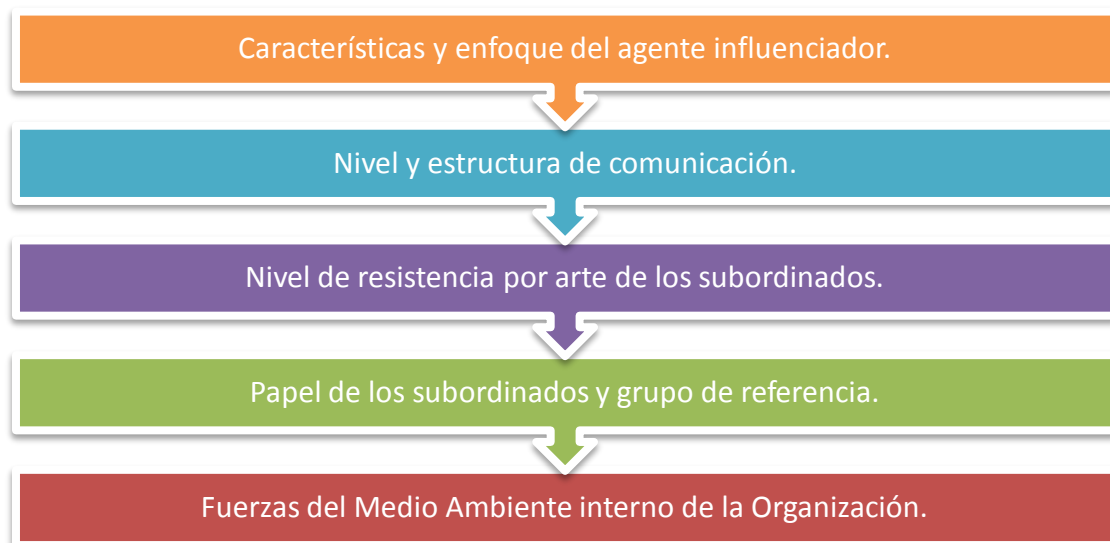 Características y enfoque del agente influenciador.
Nivel y estructura de comunicación.
Nivel de resistencia por arte de los subordinados.
Papel de los subordinados y grupo de referencia.
Fuerzas del Medio Ambiente interno de la Organización.